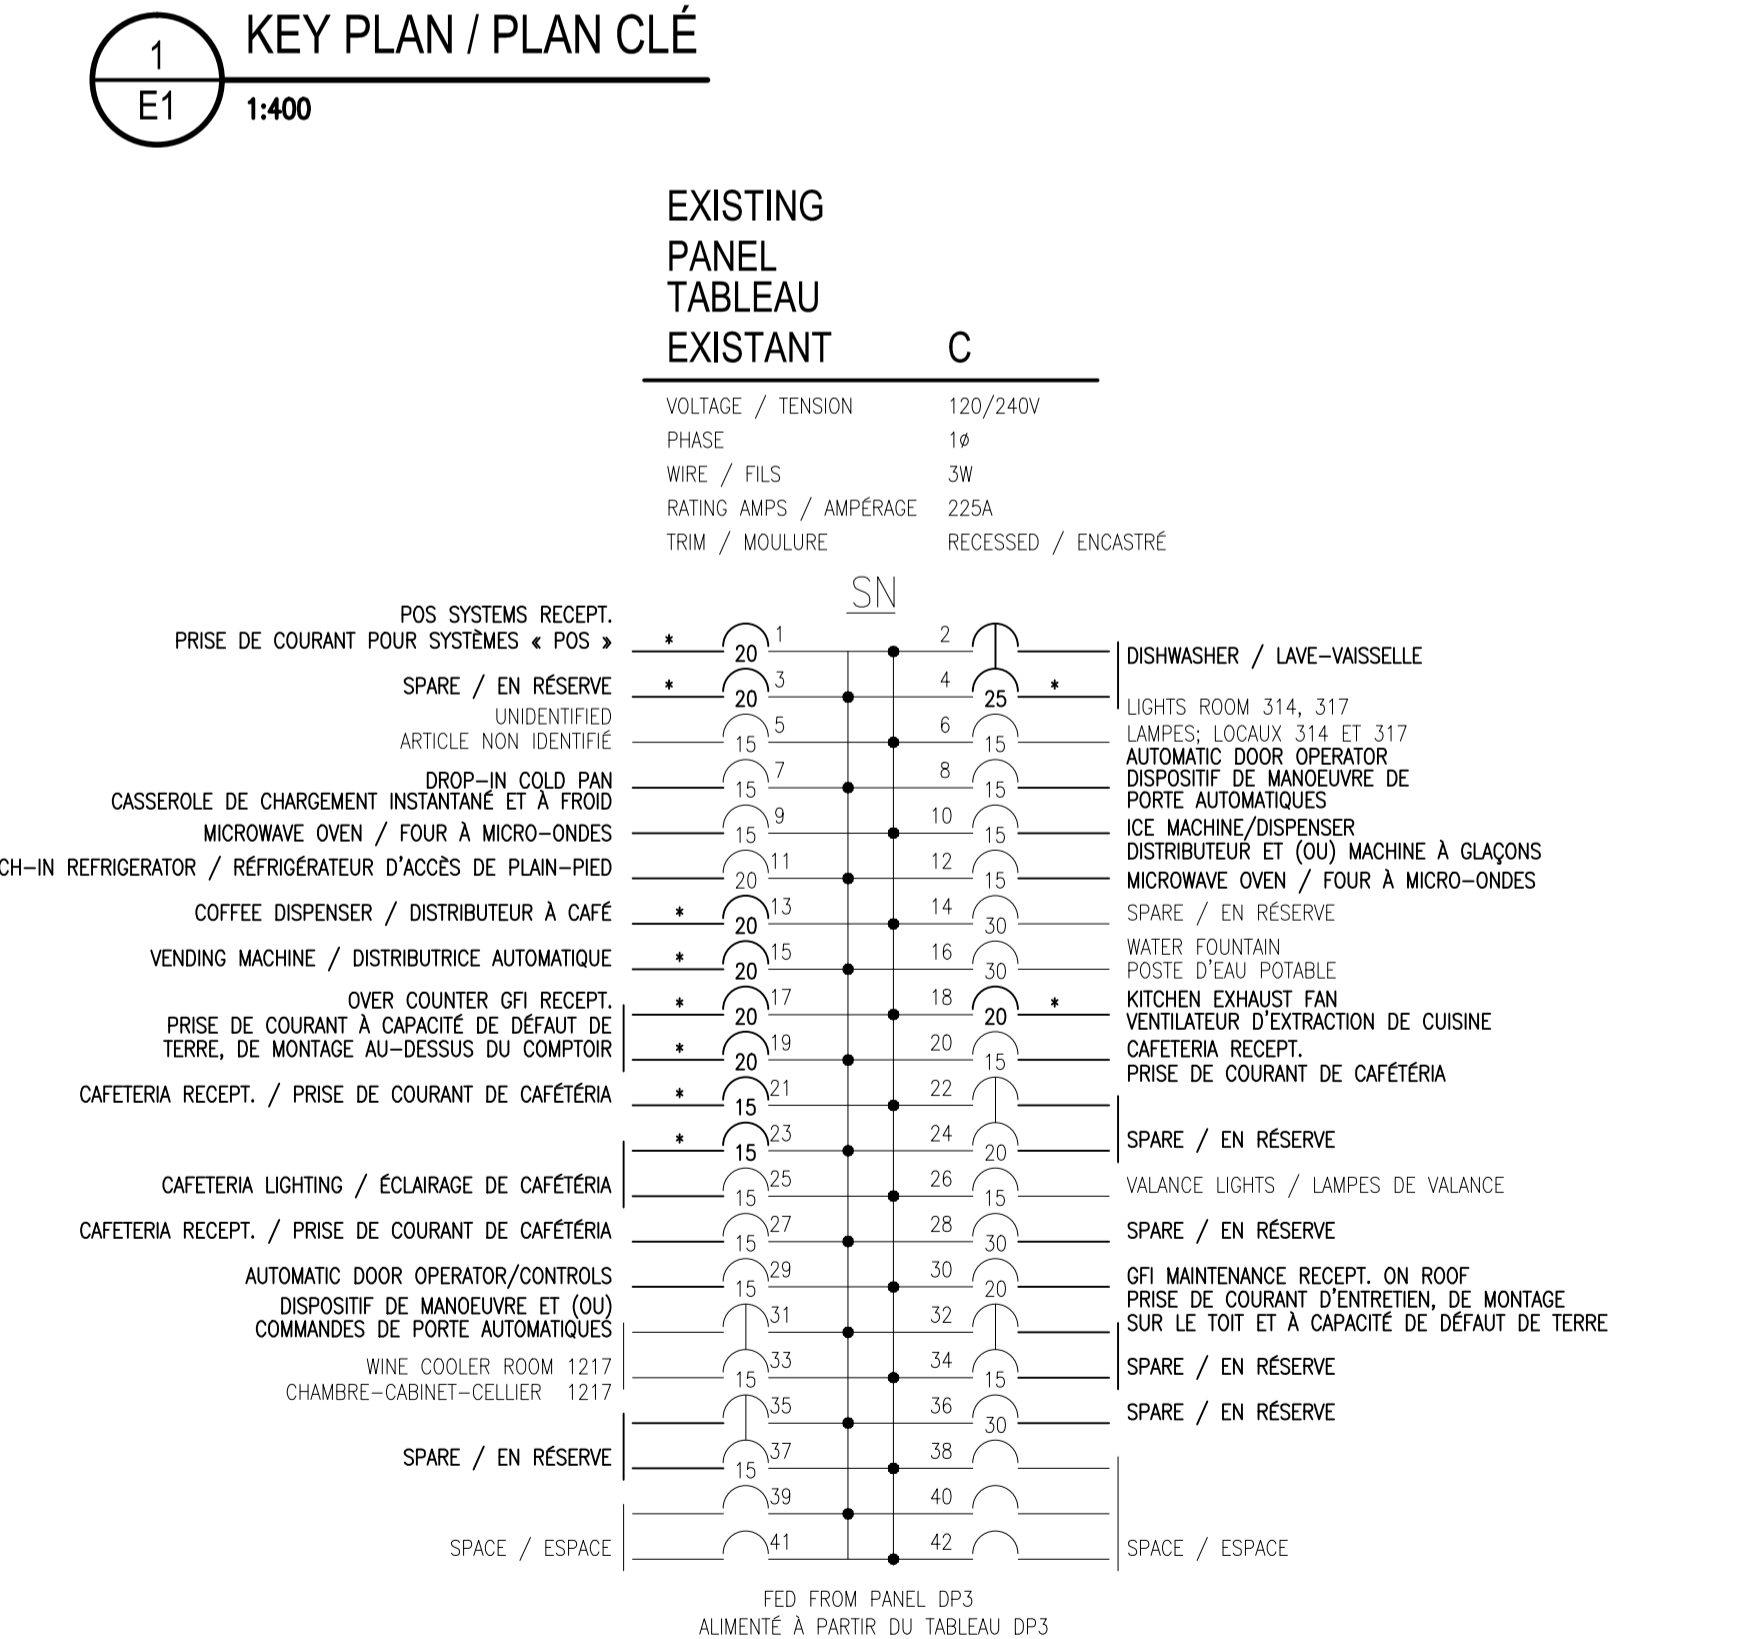 1
E1
KEY PLAN / PLAN CLÉ
1:400
EXISTING
PANEL
TABLEAU
EXISTANT C
VOLTAGE / TENSION 120/240V
PHASE 1ø
WIRE / FILS 3W
RATING AMPS / AMPÉRAGE 225A
TRIM / MOULURE RECESSED / ENCASTRÉ
SN
POS SYSTEMS RECEPT.
PRISE DE COURANT POUR SYSTÈMES « POS » * 20 1
SPARE / EN RÉSERVE * 20 3
UNIDENTIFIED
ARTICLE NON IDENTIFIÉ 15 5
DROP-IN COLD PAN
CASSEROLE DE CHARGEMENT INSTANTANÉ ET À FROID 15 7
MICROWAVE OVEN / FOUR À MICRO-ONDES 15 9
CH-IN REFRIGERATOR / RÉFRIGÉRATEUR D'ACCÈS DE PLAIN-PIED 20 11
COFFEE DISPENSER / DISTRIBUTEUR À CAFÉ * 20 13
VENDING MACHINE / DISTRIBUTRICE AUTOMATIQUE * 20 15
OVER COUNTER GFI RECEPT. * 20 17
PRISE DE COURANT À CAPACITÉ DE DÉFAUT DE
TERRE, DE MONTAGE AU-DESSUS DU COMPTOIR * 20 19
CAFETERIA RECEPT. / PRISE DE COURANT DE CAFÉTÉRIA * 15 21
* 15 23
CAFETERIA LIGHTING / ÉCLAIRAGE DE CAFÉTÉRIA 15 25
CAFETERIA RECEPT. / PRISE DE COURANT DE CAFÉTÉRIA 15 27
AUTOMATIC DOOR OPERATOR/CONTROLS 15 29
DISPOSITIF DE MANOEUVRE ET (OU)
COMMANDES DE PORTE AUTOMATIQUES 31
WINE COOLER ROOM 1217 15 33
CHAMBRE-CABINET-CELLIER 1217
35
SPARE / EN RÉSERVE 15 37
39
SPACE / ESPACE 41
2
DISHWASHER / LAVE-VAISSELLE
4 25 *
LIGHTS ROOM 314, 317
6 15 LAMPES; LOCAUX 314 ET 317
AUTOMATIC DOOR OPERATOR
8 15 DISPOSITIF DE MANOEUVRE DE
PORTE AUTOMATIQUES
10 15 ICE MACHINE/DISPENSER
DISTRIBUTEUR ET (OU) MACHINE À GLAÇONS
12 15 MICROWAVE OVEN / FOUR À MICRO-ONDES
14 30 SPARE / EN RÉSERVE
16 30 WATER FOUNTAIN
POSTE D'EAU POTABLE
18 20 * KITCHEN EXHAUST FAN
VENTILATEUR D'EXTRACTION DE CUISINE
20 15 CAFETERIA RECEPT.
PRISE DE COURANT DE CAFÉTÉRIA
22
24 20 SPARE / EN RÉSERVE
26 15 VALANCE LIGHTS / LAMPES DE VALANCE
28 30 SPARE / EN RÉSERVE
30 20 GFI MAINTENANCE RECEPT. ON ROOF
PRISE DE COURANT D'ENTRETIEN, DE MONTAGE
32 SUR LE TOIT ET À CAPACITÉ DE DÉFAUT DE TERRE
34 15 SPARE / EN RÉSERVE
36 30 SPARE / EN RÉSERVE
38
40
42 SPACE / ESPACE
FED FROM PANEL DP3
ALIMENTÉ À PARTIR DU TABLEAU DP3